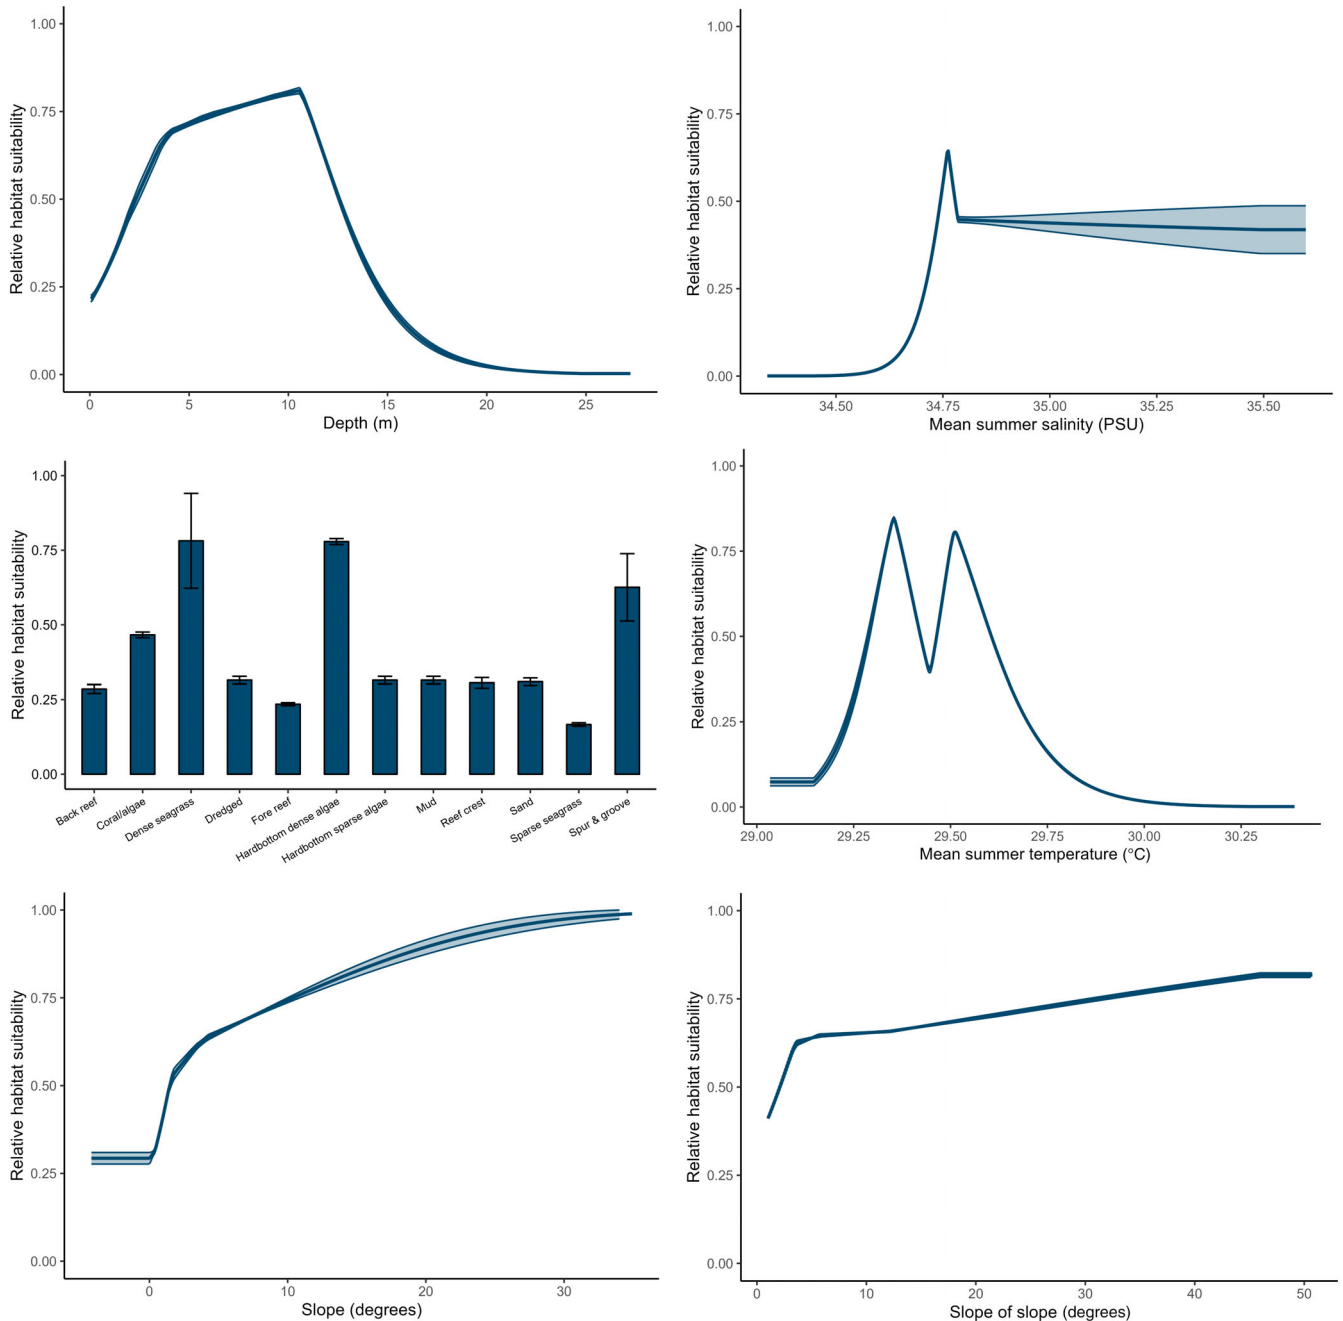 1.00
0.75
0.50
0.25
0.00
Relative habitat suitability
0 5 10 15 20 25
Depth (m)
1.00
0.75
0.50
0.25
0.00
Relative habitat suitability
34.50 34.75 35.00 35.25 35.50
Mean summer salinity (PSU)
1.00
0.75
0.50
0.25
0.00
Relative habitat suitability
Back reef
Coral/algae
Dense seagrass
Dredged
Fore reef
Hardbottom dense algae
Hardbottom sparse algae
Mud
Reef crest
Sand
Sparse seagrass
Spur & groove
1.00
0.75
0.50
0.25
0.00
Relative habitat suitability
29.00 29.25 29.50 29.75 30.00 30.25
Mean summer temperature (°C)
1.00
0.75
0.50
0.25
0.00
Relative habitat suitability
0 10 20 30
Slope (degrees)
1.00
0.75
0.50
0.25
0.00
Relative habitat suitability
0 10 20 30 40 50
Slope of slope (degrees)